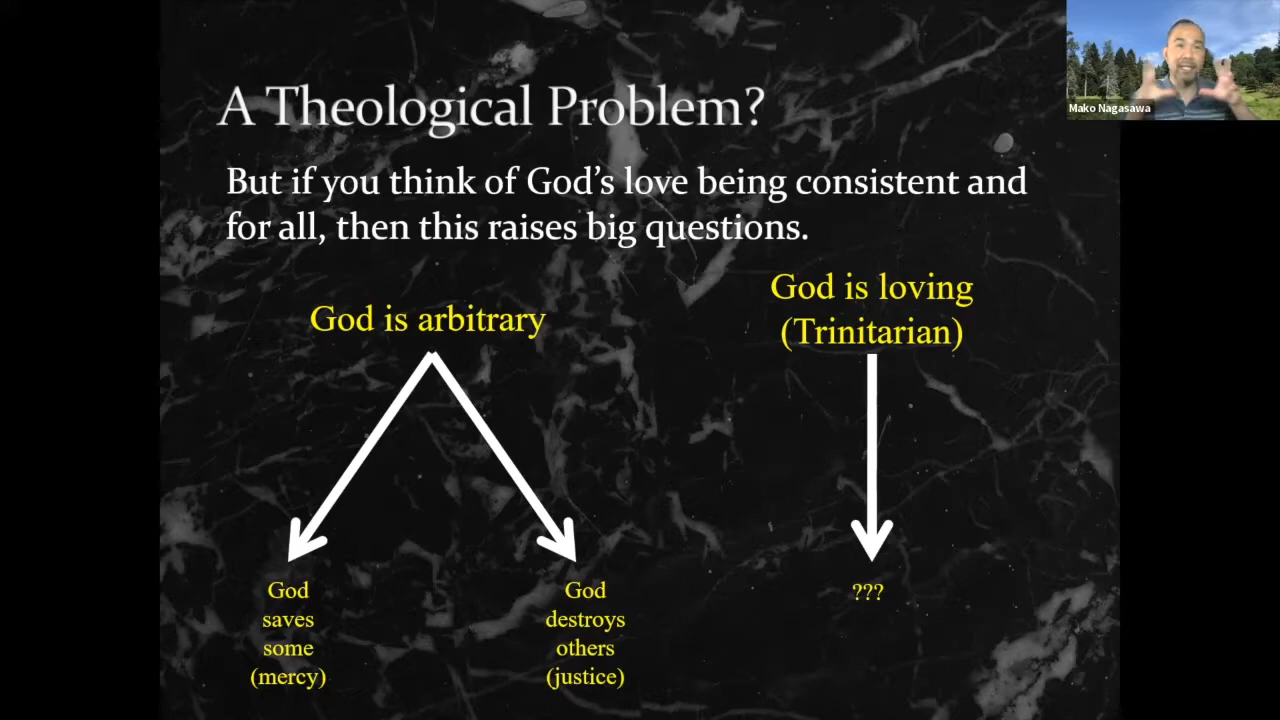 A Theological Problem?
Mako Nagasawa
But if you think of God's love being consistent and
for all, then this raises big questions.
God is arbitrary
God is loving
(Trinitarian)
God
saves
some
(mercy)
God
destroys
others
(justice)
???